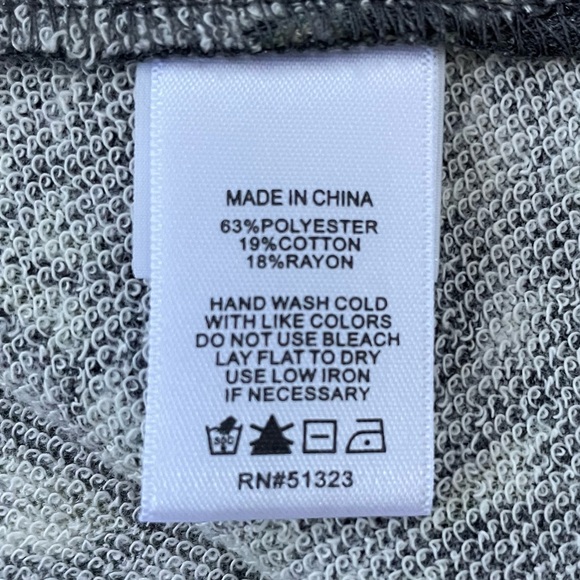 MADE IN CHINA
63%POLYESTER
19%COTTON
18%RAYON
HAND WASH COLD
WITH LIKE COLORS
DO NOT USE BLEACH
LAY FLAT TO DRY
USE LOW IRON
IF NECESSARY
RN#51323